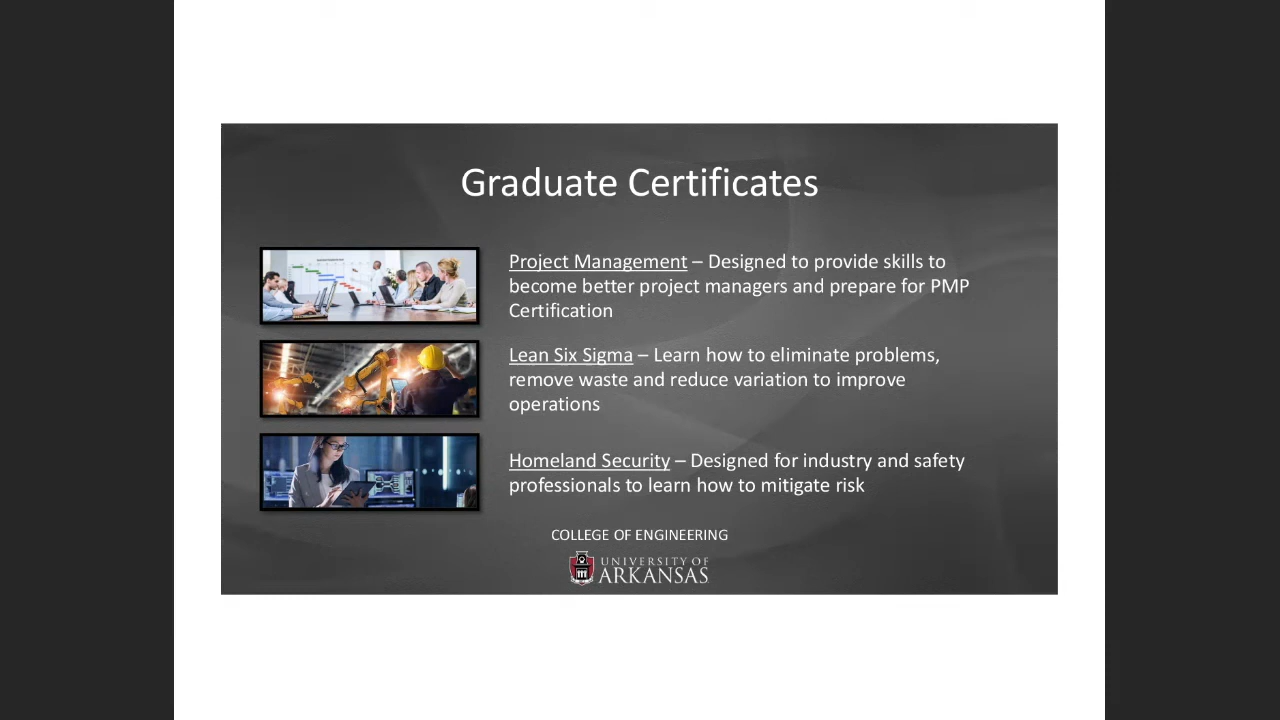 Graduate Certificates
Project Management – Designed to provide skills to
become better project managers and prepare for PMP
Certification
Lean Six Sigma – Learn how to eliminate problems,
remove waste and reduce variation to improve
operations
Homeland Security – Designed for industry and safety
professionals to learn how to mitigate risk
COLLEGE OF ENGINEERING
UNIVERSITY OF
ARKANSAS